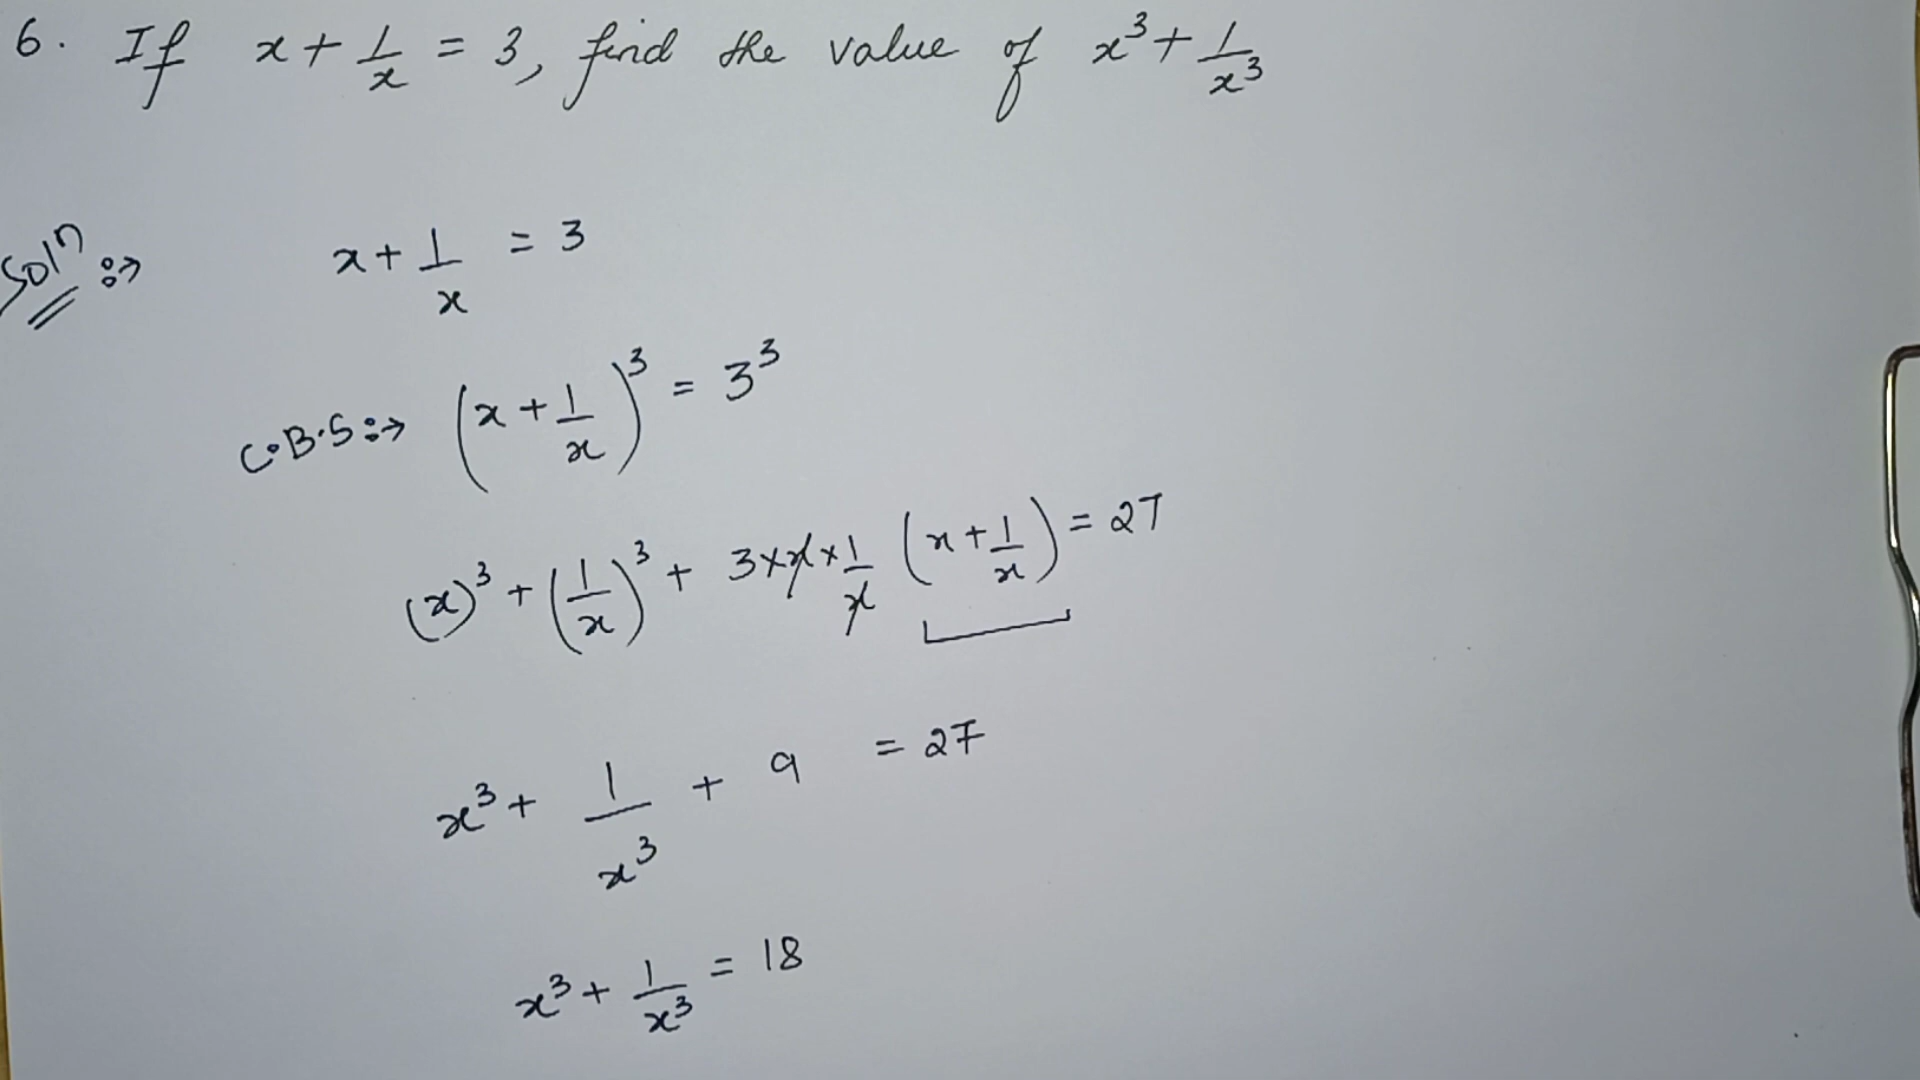 6. If x + 1/x = 3, find the value of x³ + 1/x³
Solⁿ :→ x + 1/x = 3
C.B.S :→ (x + 1/x)³ = 3³
(x)³ + (1/x)³ + 3 × x × 1/x (x + 1/x) = 27
x³ + 1/x³ + 9 = 27
x³ + 1/x³ = 18